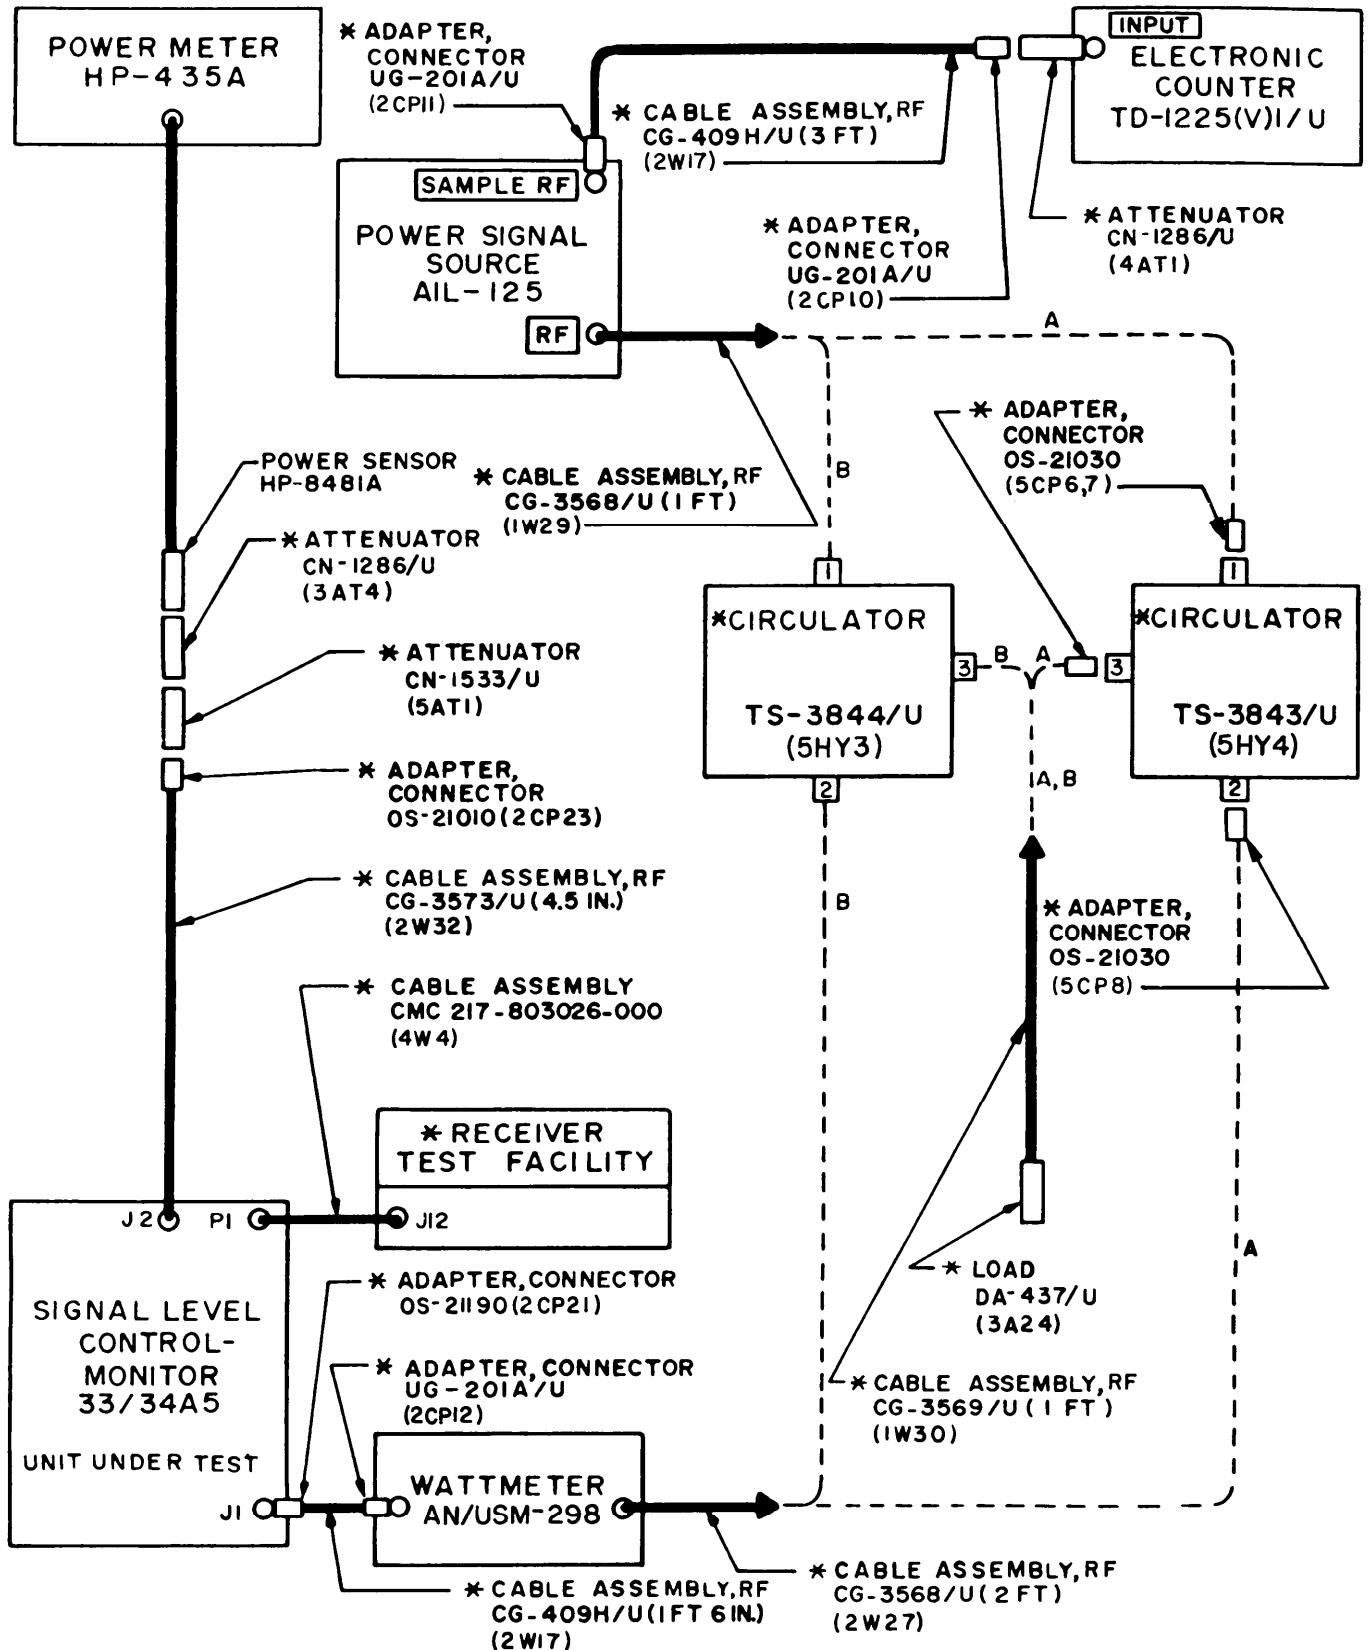 POWER METER
HP-435A
* ADAPTER,
CONNECTOR
UG-201A/U
(2CP11)
* CABLE ASSEMBLY, RF
CG-409H/U (3 FT)
(2W17)
INPUT
ELECTRONIC
COUNTER
TD-1225(V)1/U
SAMPLE RF
POWER SIGNAL
SOURCE
AIL-125
RF
* ADAPTER,
CONNECTOR
UG-201A/U
(2CP10)
* ATTENUATOR
CN-1286/U
(4AT1)
A
B
* ADAPTER,
CONNECTOR
OS-21030
(5CP6,7)
POWER SENSOR
HP-8481A
* CABLE ASSEMBLY, RF
CG-3568/U (1 FT)
(1W29)
* ATTENUATOR
CN-1286/U
(3AT4)
* ATTENUATOR
CN-1533/U
(5AT1)
1
*CIRCULATOR
3
TS-3844/U
(5HY3)
2
B A
A, B
1
*CIRCULATOR
3
TS-3843/U
(5HY4)
2
* ADAPTER,
CONNECTOR
OS-21010 (2CP23)
* CABLE ASSEMBLY, RF
CG-3573/U (4.5 IN.)
(2W32)
B
* ADAPTER,
CONNECTOR
OS-21030
(5CP8)
* CABLE ASSEMBLY
CMC 217-803026-000
(4W4)
* RECEIVER
TEST FACILITY
J12
J2 P1
SIGNAL LEVEL
CONTROL-
MONITOR
33/34A5
UNIT UNDER TEST
J1
* ADAPTER, CONNECTOR
OS-21190 (2CP21)
* ADAPTER, CONNECTOR
UG-201A/U
(2CP12)
* LOAD
DA-437/U
(3A24)
A
* CABLE ASSEMBLY, RF
CG-3569/U (1 FT)
(1W30)
WATTMETER
AN/USM-298
* CABLE ASSEMBLY, RF
CG-409H/U (1FT 6IN.)
(2W17)
* CABLE ASSEMBLY, RF
CG-3568/U (2 FT)
(2W27)